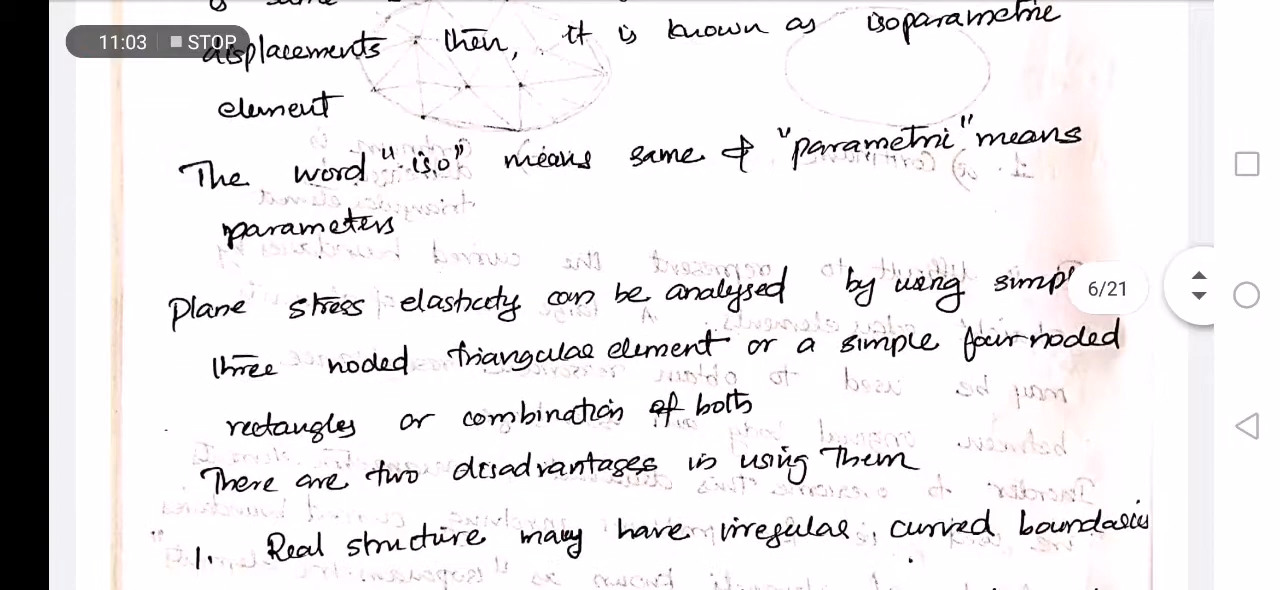 displacements then, it is known as isoparametric
11:03 STOP
element
The word "iso" means same & "parametric" means
parameters
Plane stress elasticity can be analysed by using
6/21
three noded triangular element or a simple four noded
rectangles or combination of both
There are two disadvantages in using them
1. Real structure may have irregular, curved boundaries